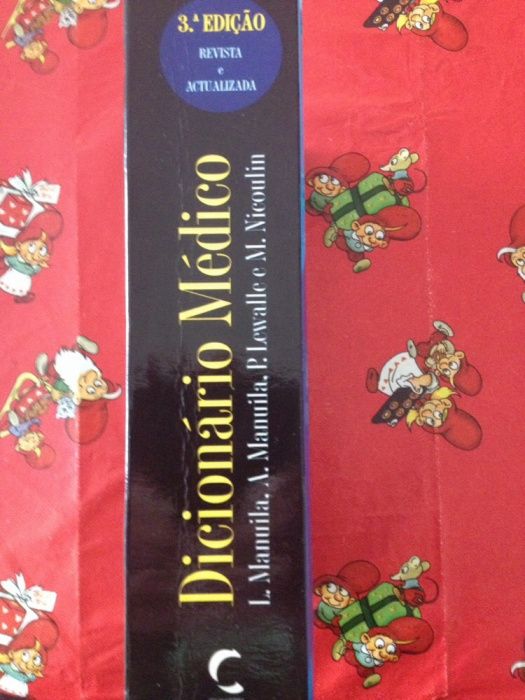 3.ª EDIÇÃO
REVISTA
e
ACTUALIZADA
Dicionário Médico
L. Manuila, A. Manuila, P. Lewalle e M. Nicoulin